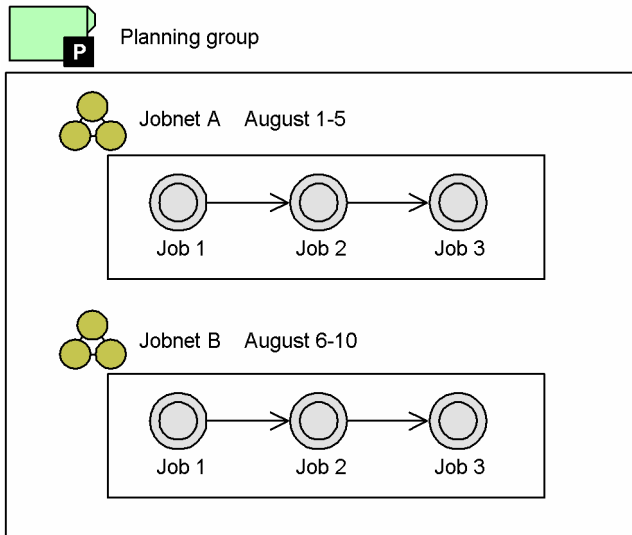 P
Planning group
Jobnet A August 1-5
Job 1 Job 2 Job 3
Jobnet B August 6-10
Job 1 Job 2 Job 3